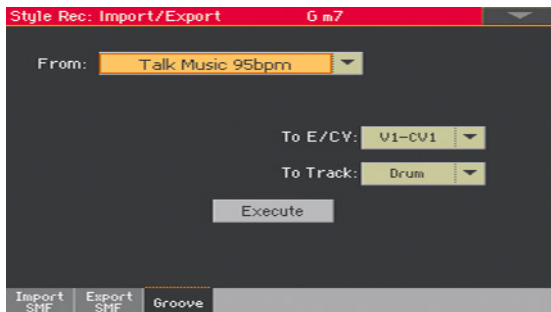 Style Rec: Import/Export G m7
From: Talk Music 95bpm
To E/CV: V1-CV1
To Track: Drum
Execute
Import SMF Export SMF Groove